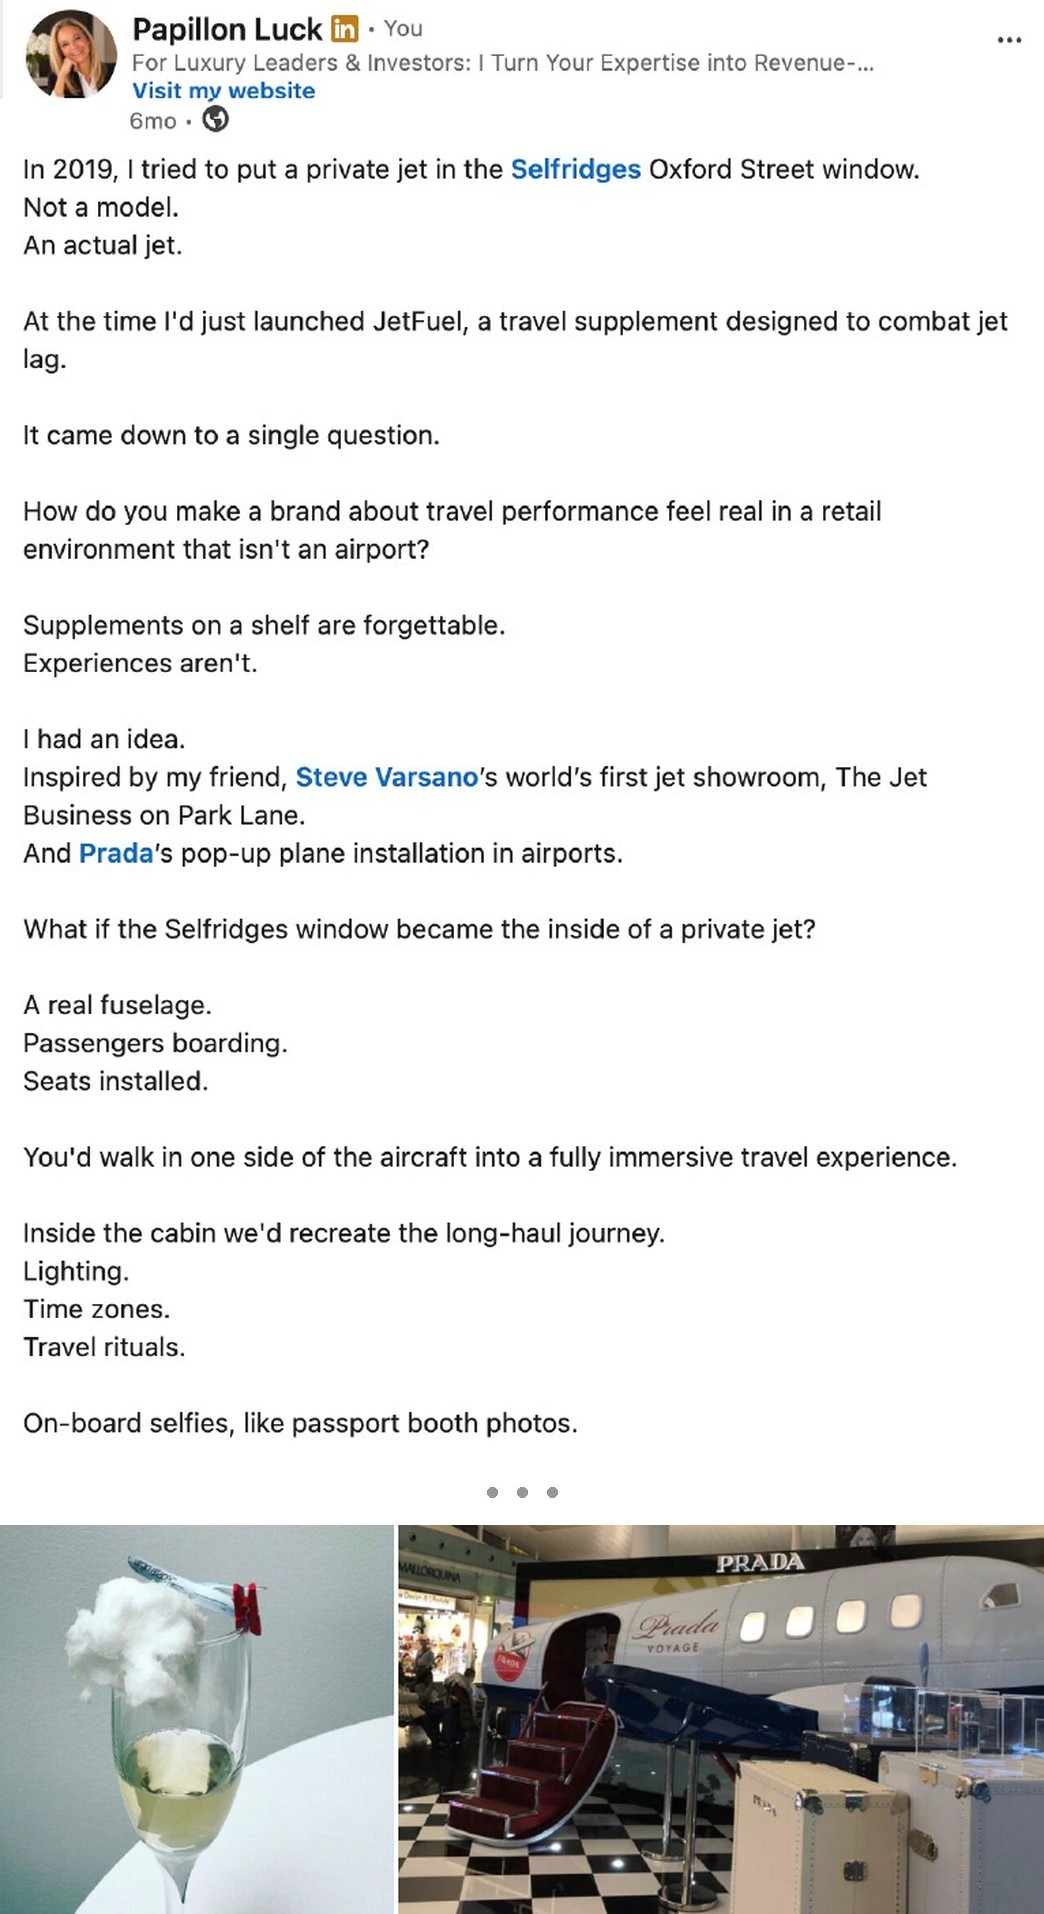 Papillon Luck in • You
For Luxury Leaders & Investors: I Turn Your Expertise into Revenue-...
Visit my website
6mo •
In 2019, I tried to put a private jet in the Selfridges Oxford Street window.
Not a model.
An actual jet.
At the time I'd just launched JetFuel, a travel supplement designed to combat jet
lag.
It came down to a single question.
How do you make a brand about travel performance feel real in a retail
environment that isn't an airport?
Supplements on a shelf are forgettable.
Experiences aren't.
I had an idea.
Inspired by my friend, Steve Varsano’s world’s first jet showroom, The Jet
Business on Park Lane.
And Prada’s pop-up plane installation in airports.
What if the Selfridges window became the inside of a private jet?
A real fuselage.
Passengers boarding.
Seats installed.
You'd walk in one side of the aircraft into a fully immersive travel experience.
Inside the cabin we'd recreate the long-haul journey.
Lighting.
Time zones.
Travel rituals.
On-board selfies, like passport booth photos.
MALLORQUINA
PRADA
Prada
VOYAGE